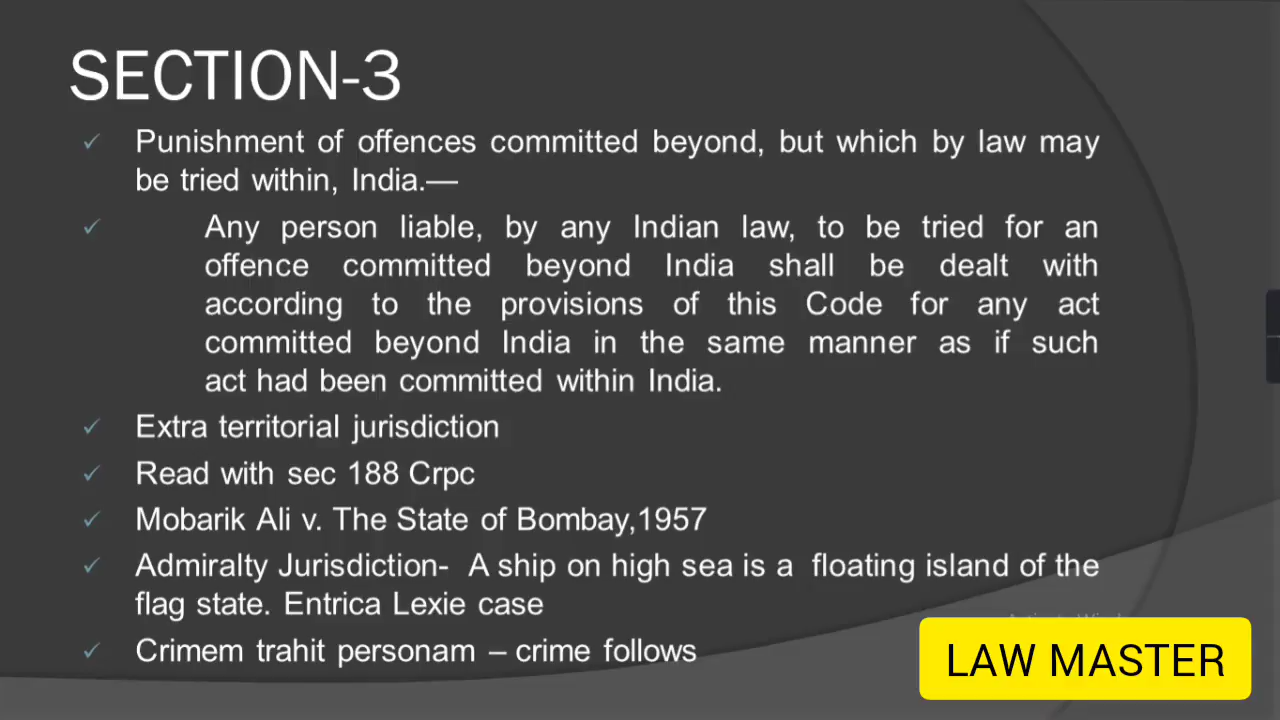 SECTION-3
✓ Punishment of offences committed beyond, but which by law may
be tried within, India.—
✓ Any person liable, by any Indian law, to be tried for an
offence committed beyond India shall be dealt with
according to the provisions of this Code for any act
committed beyond India in the same manner as if such
act had been committed within India.
✓ Extra territorial jurisdiction
✓ Read with sec 188 Crpc
✓ Mobarik Ali v. The State of Bombay,1957
✓ Admiralty Jurisdiction- A ship on high sea is a floating island of the
flag state. Entrica Lexie case
✓ Crimem trahit personam – crime follows
LAW MASTER